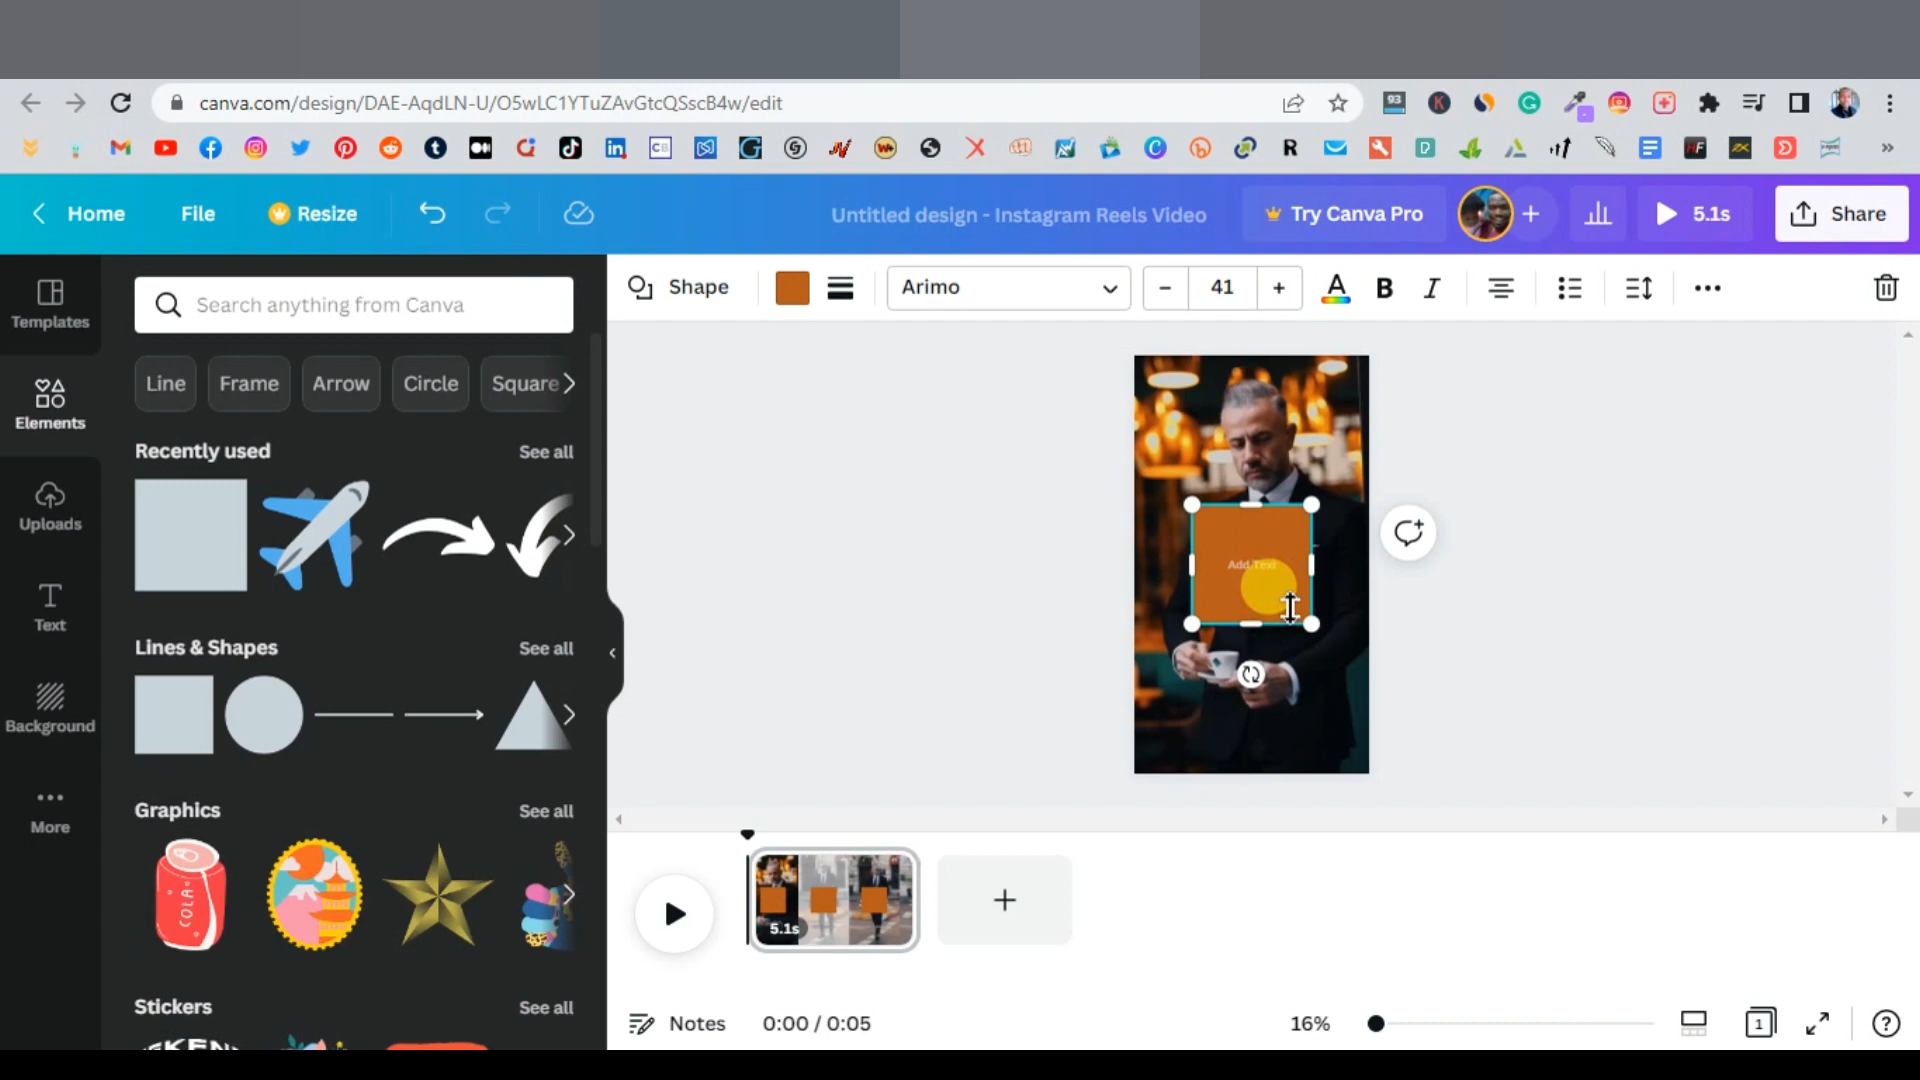 canva.com/design/DAE-AqdLN-U/O5wLC1YTuZAvGtcQSscB4w/edit
93
Home
File
Resize
Untitled design - Instagram Reels Video
Try Canva Pro
5.1s
Share
Templates
Elements
Uploads
Text
Background
More
Search anything from Canva
Line
Frame
Arrow
Circle
Square
Recently used
See all
Lines & Shapes
See all
Graphics
See all
COLA
Stickers
See all
Shape
Arimo
41
Add Text
5.1s
Notes
0:00 / 0:05
16%
1